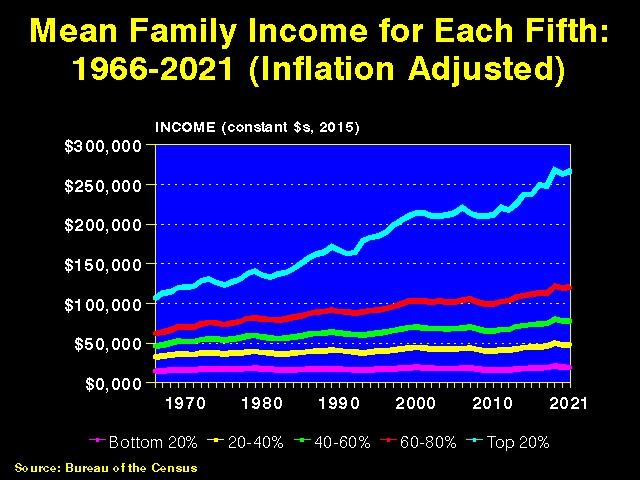 Mean Family Income for Each Fifth:
1966-2021 (Inflation Adjusted)
INCOME (constant $s, 2015)
$300,000
$250,000
$200,000
$150,000
$100,000
$50,000
$0,000
1970 1980 1990 2000 2010 2021
Bottom 20% 20-40% 40-60% 60-80% Top 20%
Source: Bureau of the Census